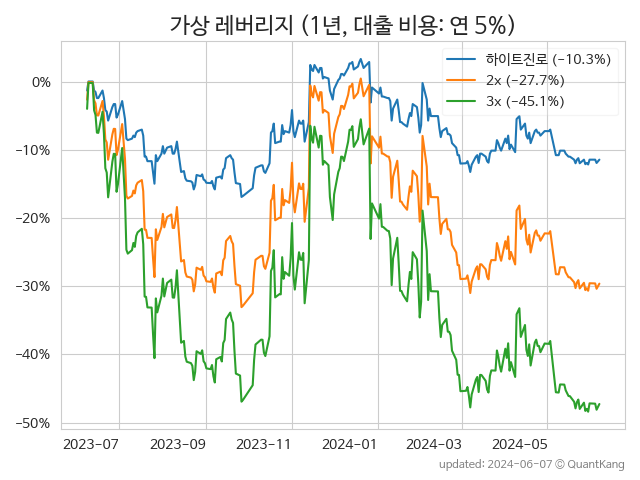 가상 레버리지 (1년, 대출 비용: 연 5%)
하이트진로 (−10.3%)
2x (−27.7%)
3x (−45.1%)
0%
−10%
−20%
−30%
−40%
−50%
2023-07 2023-09 2023-11 2024-01 2024-03 2024-05
updated: 2024-06-07 © QuantKang